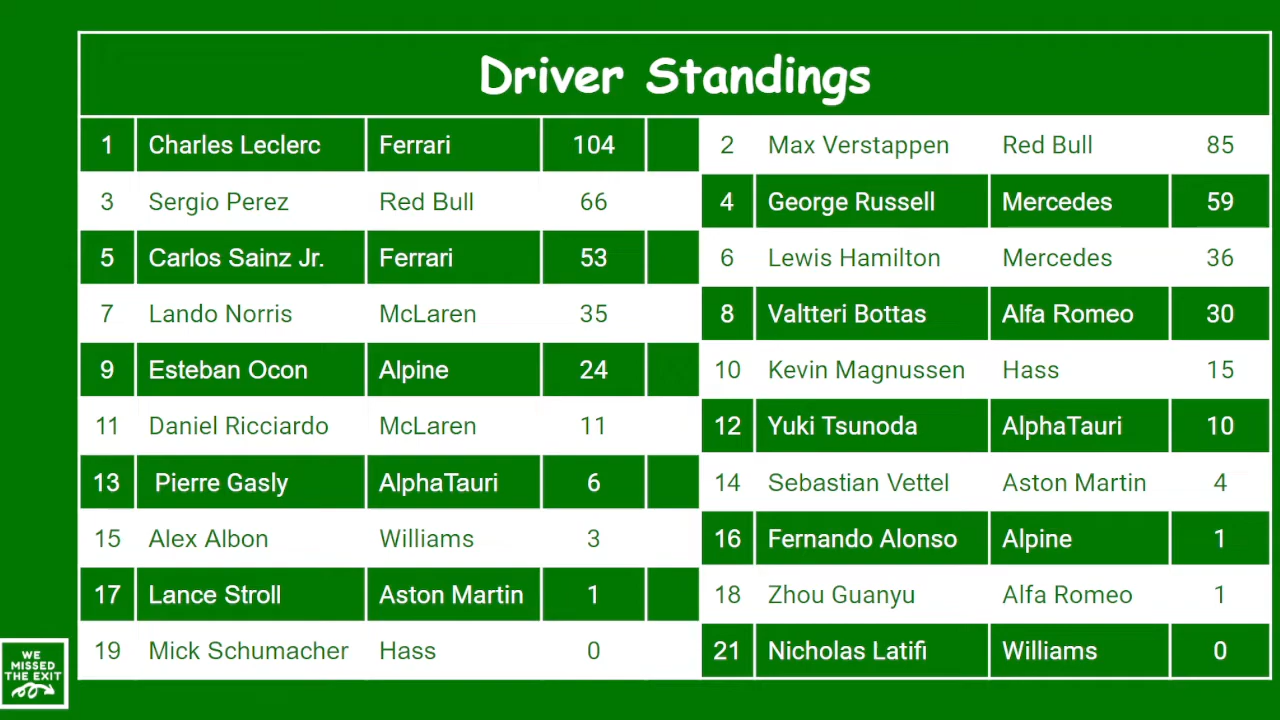 Driver Standings
1 Charles Leclerc Ferrari 104 2 Max Verstappen Red Bull 85
3 Sergio Perez Red Bull 66 4 George Russell Mercedes 59
5 Carlos Sainz Jr. Ferrari 53 6 Lewis Hamilton Mercedes 36
7 Lando Norris McLaren 35 8 Valtteri Bottas Alfa Romeo 30
9 Esteban Ocon Alpine 24 10 Kevin Magnussen Hass 15
11 Daniel Ricciardo McLaren 11 12 Yuki Tsunoda AlphaTauri 10
13 Pierre Gasly AlphaTauri 6 14 Sebastian Vettel Aston Martin 4
15 Alex Albon Williams 3 16 Fernando Alonso Alpine 1
17 Lance Stroll Aston Martin 1 18 Zhou Guanyu Alfa Romeo 1
19 Mick Schumacher Hass 0 21 Nicholas Latifi Williams 0
WE
MISSED
THE EXIT